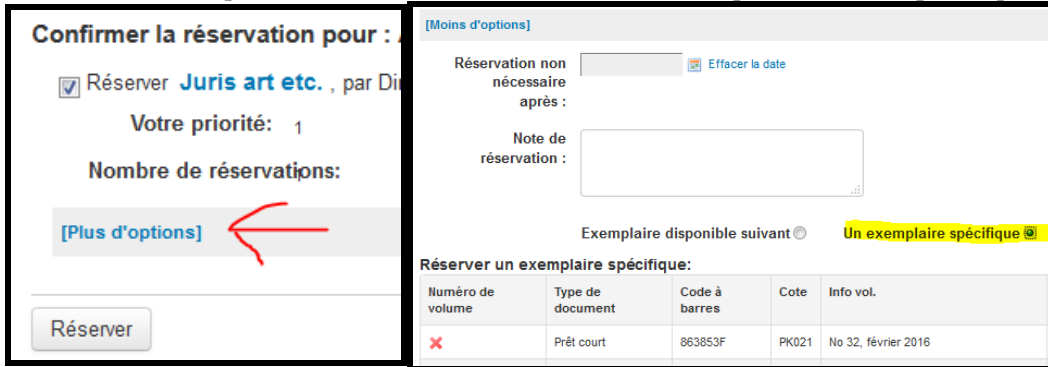 Confirmer la réservation pour :
Réserver Juris art etc. , par Di
Votre priorité: 1
Nombre de réservations:
[Plus d'options]
Réserver
[Moins d'options]
Réservation non nécessaire après :
Effacer la date
Note de réservation :
Exemplaire disponible suivant
Un exemplaire spécifique
Réserver un exemplaire spécifique:
Numéro de volume Type de document Code à barres Cote Info vol.
Prêt court 863853F PK021 No 32, février 2016